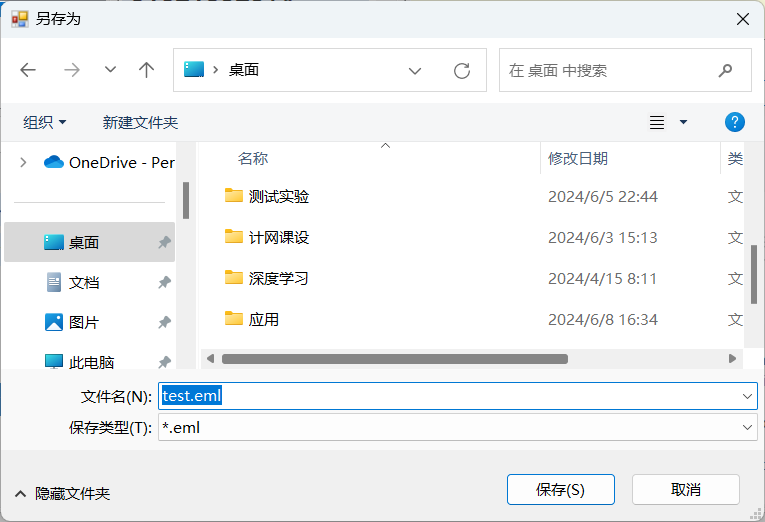 另存为
桌面
在 桌面 中搜索
组织
新建文件夹
OneDrive - Per
名称
修改日期
类
测试实验
2024/6/5 22:44
文
桌面
计网课设
2024/6/3 15:13
文
文档
深度学习
2024/4/15 8:11
文
图片
应用
2024/6/8 16:34
文
此电脑
文件名(N):
test.eml
保存类型(T):
*.eml
隐藏文件夹
保存(S)
取消